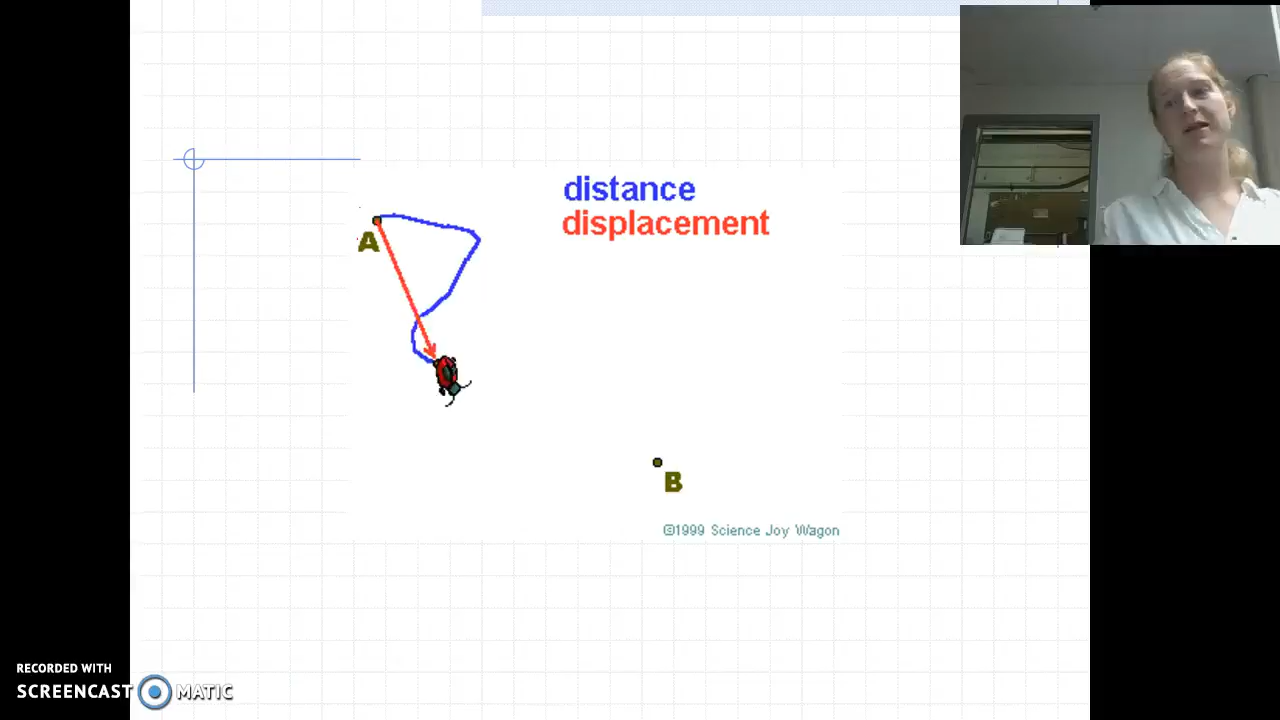 distance
displacement
A
B
©1999 Science Joy Wagon
RECORDED WITH
SCREENCAST MATIC